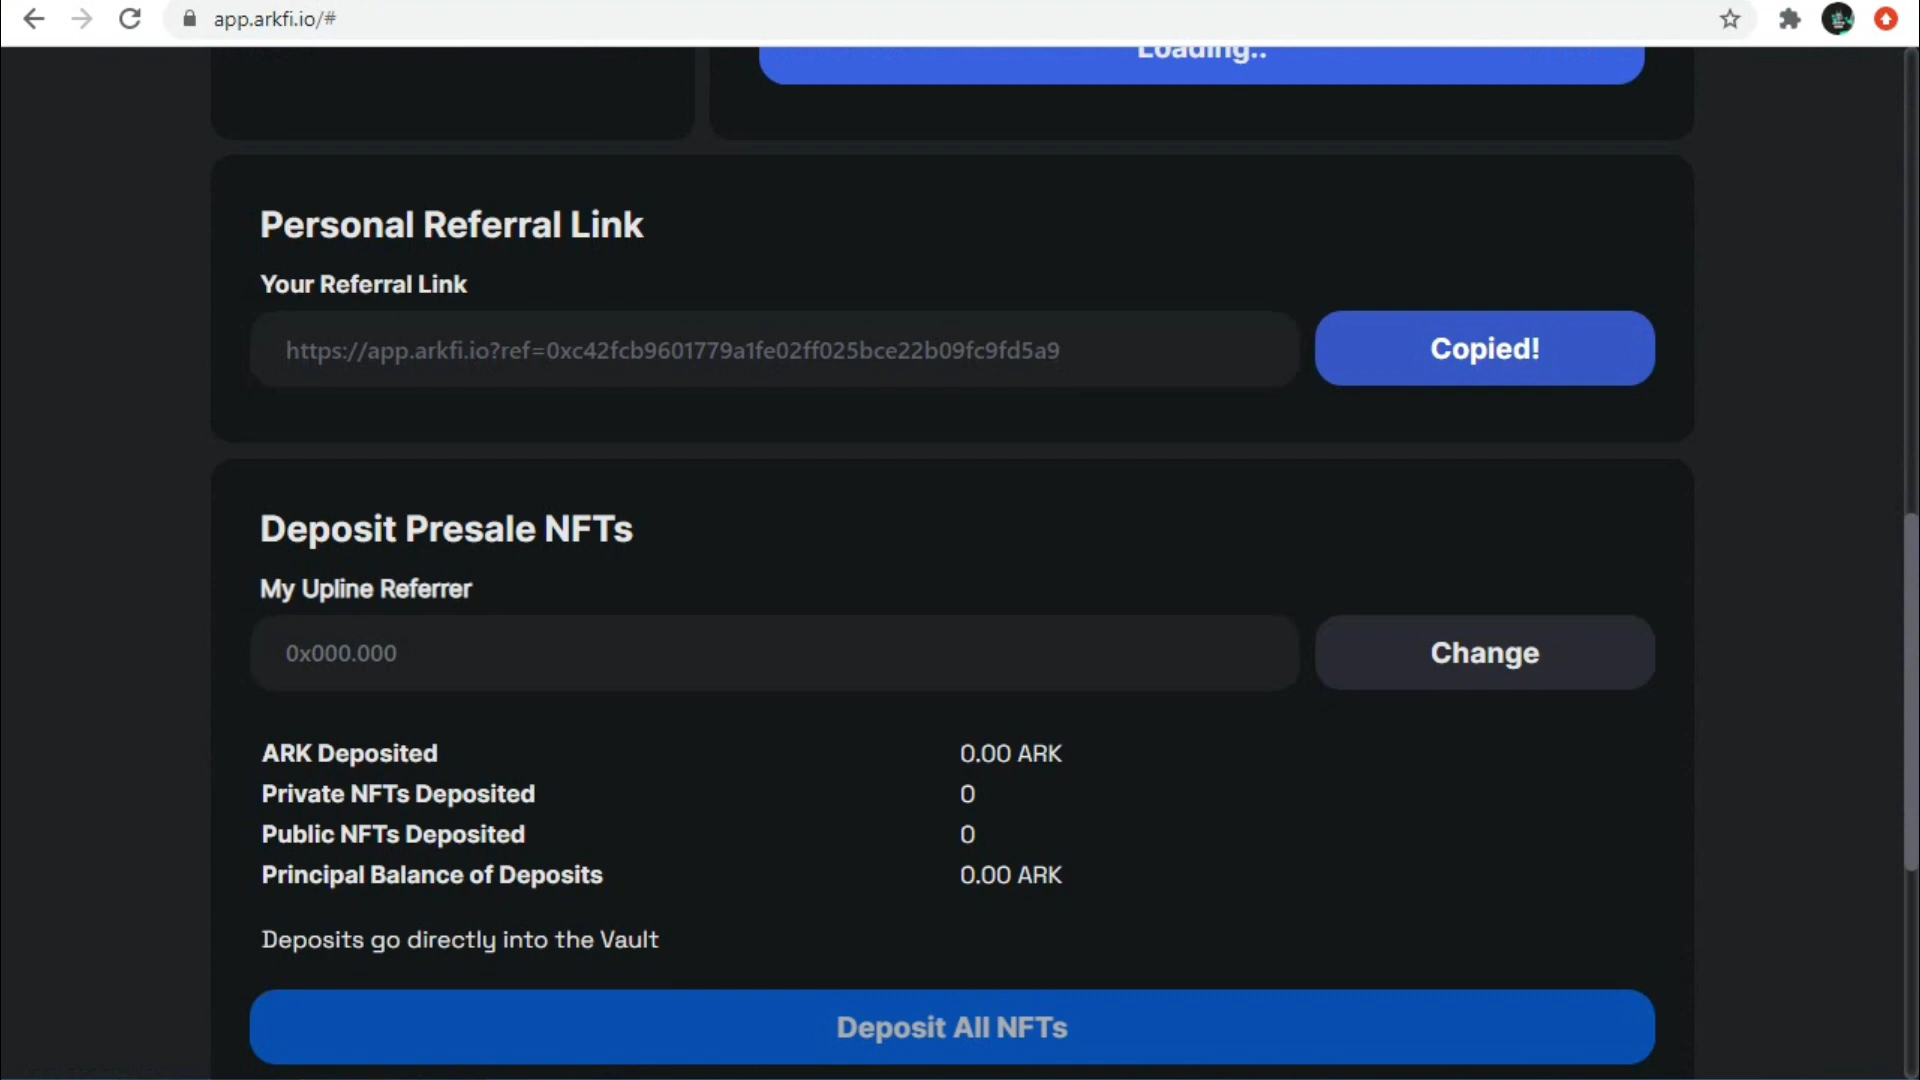 app.arkfi.io/#
Loading..
Personal Referral Link
Your Referral Link
https://app.arkfi.io?ref=0xc42fcb9601779a1fe02ff025bce22b09fc9fd5a9
Copied!
Deposit Presale NFTs
My Upline Referrer
0x000.000
Change
ARK Deposited 0.00 ARK
Private NFTs Deposited 0
Public NFTs Deposited 0
Principal Balance of Deposits 0.00 ARK
Deposits go directly into the Vault
Deposit All NFTs